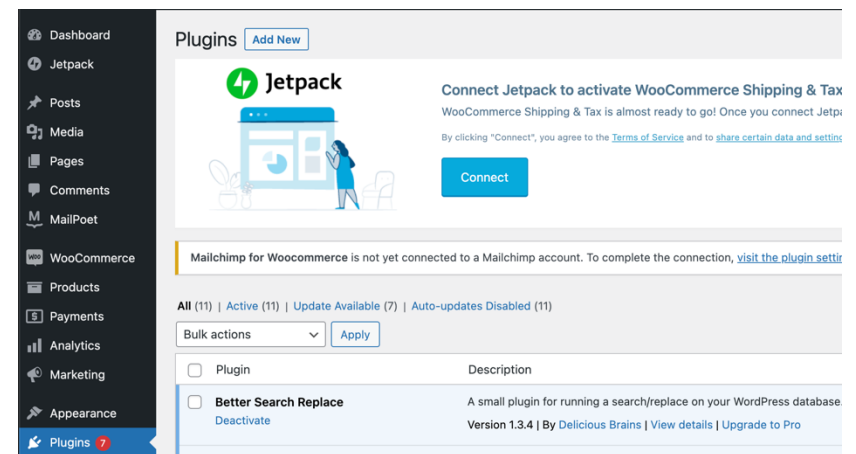 Dashboard
Jetpack
Posts
Media
Pages
Comments
MailPoet
WooCommerce
Products
Payments
Analytics
Marketing
Appearance
Plugins 7
Plugins Add New
Jetpack
Connect Jetpack to activate WooCommerce Shipping & Tax
WooCommerce Shipping & Tax is almost ready to go! Once you connect Jetpa
By clicking "Connect", you agree to the Terms of Service and to share certain data and setting
Connect
Mailchimp for Woocommerce is not yet connected to a Mailchimp account. To complete the connection, visit the plugin settin
All (11) | Active (11) | Update Available (7) | Auto-updates Disabled (11)
Bulk actions Apply
Plugin Description
Better Search Replace A small plugin for running a search/replace on your WordPress database.
Deactivate Version 1.3.4 | By Delicious Brains | View details | Upgrade to Pro